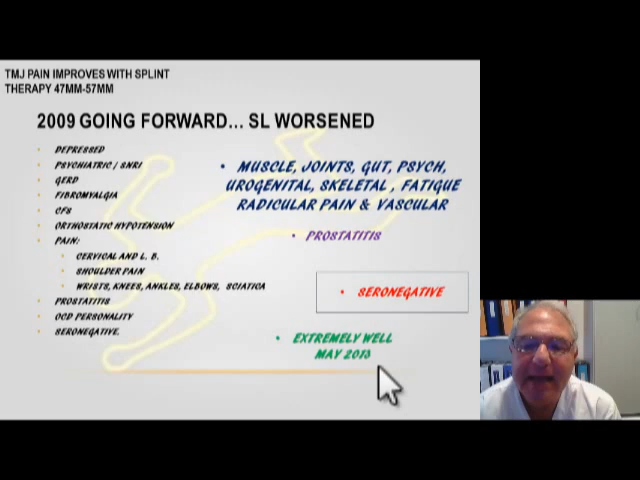 TMJ PAIN IMPROVES WITH SPLINT
THERAPY 47MM-57MM
2009 GOING FORWARD... SL WORSENED
DEPRESSED
PSYCHIATRIC / SNRI
GERD
FIBROMYALGIA
CFS
ORTHOSTATIC HYPOTENSION
PAIN:
CERVICAL AND L. B.
SHOULDER PAIN
WRISTS, KNEES, ANKLES, ELBOWS, SCIATICA
PROSTATITIS
OCD PERSONALITY
SERONEGATIVE.
MUSCLE, JOINTS, GUT, PSYCH,
UROGENITAL, SKELETAL , FATIGUE
RADICULAR PAIN & VASCULAR
PROSTATITIS
SERONEGATIVE
EXTREMELY WELL
MAY 2013